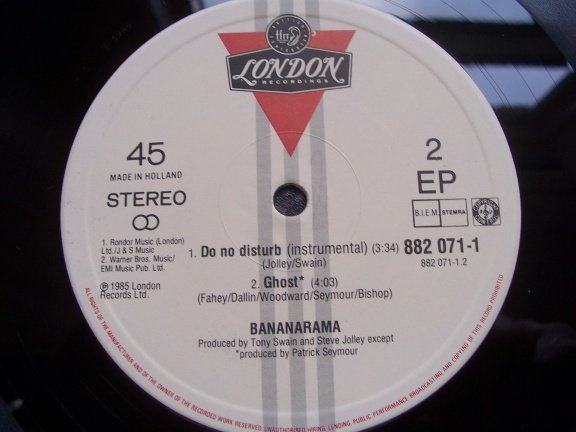 LONDON
RECORDINGS
45
MADE IN HOLLAND
STEREO
2
EP
B.I.E.M.
STEMRA
1. Rondor Music (London)
Ltd./J & S Music
2. Warner Bros. Music/
EMI Music Pub. Ltd.
℗ 1985 London
Records Ltd.
1. Do no disturb (instrumental) (3:34)
(Jolley/Swain)
882 071-1
882 071-1.2
2. Ghost* (4:03)
(Fahey/Dallin/Woodward/Seymour/Bishop)
BANANARAMA
Produced by Tony Swain and Steve Jolley except
*produced by Patrick Seymour
ALL RIGHTS OF THE MANUFACTURER AND OF THE OWNER OF THE RECORDED WORK RESERVED. UNAUTHORISED HIRING, LENDING, PUBLIC PERFORMANCE, BROADCASTING AND COPYING OF THIS RECORD PROHIBITED